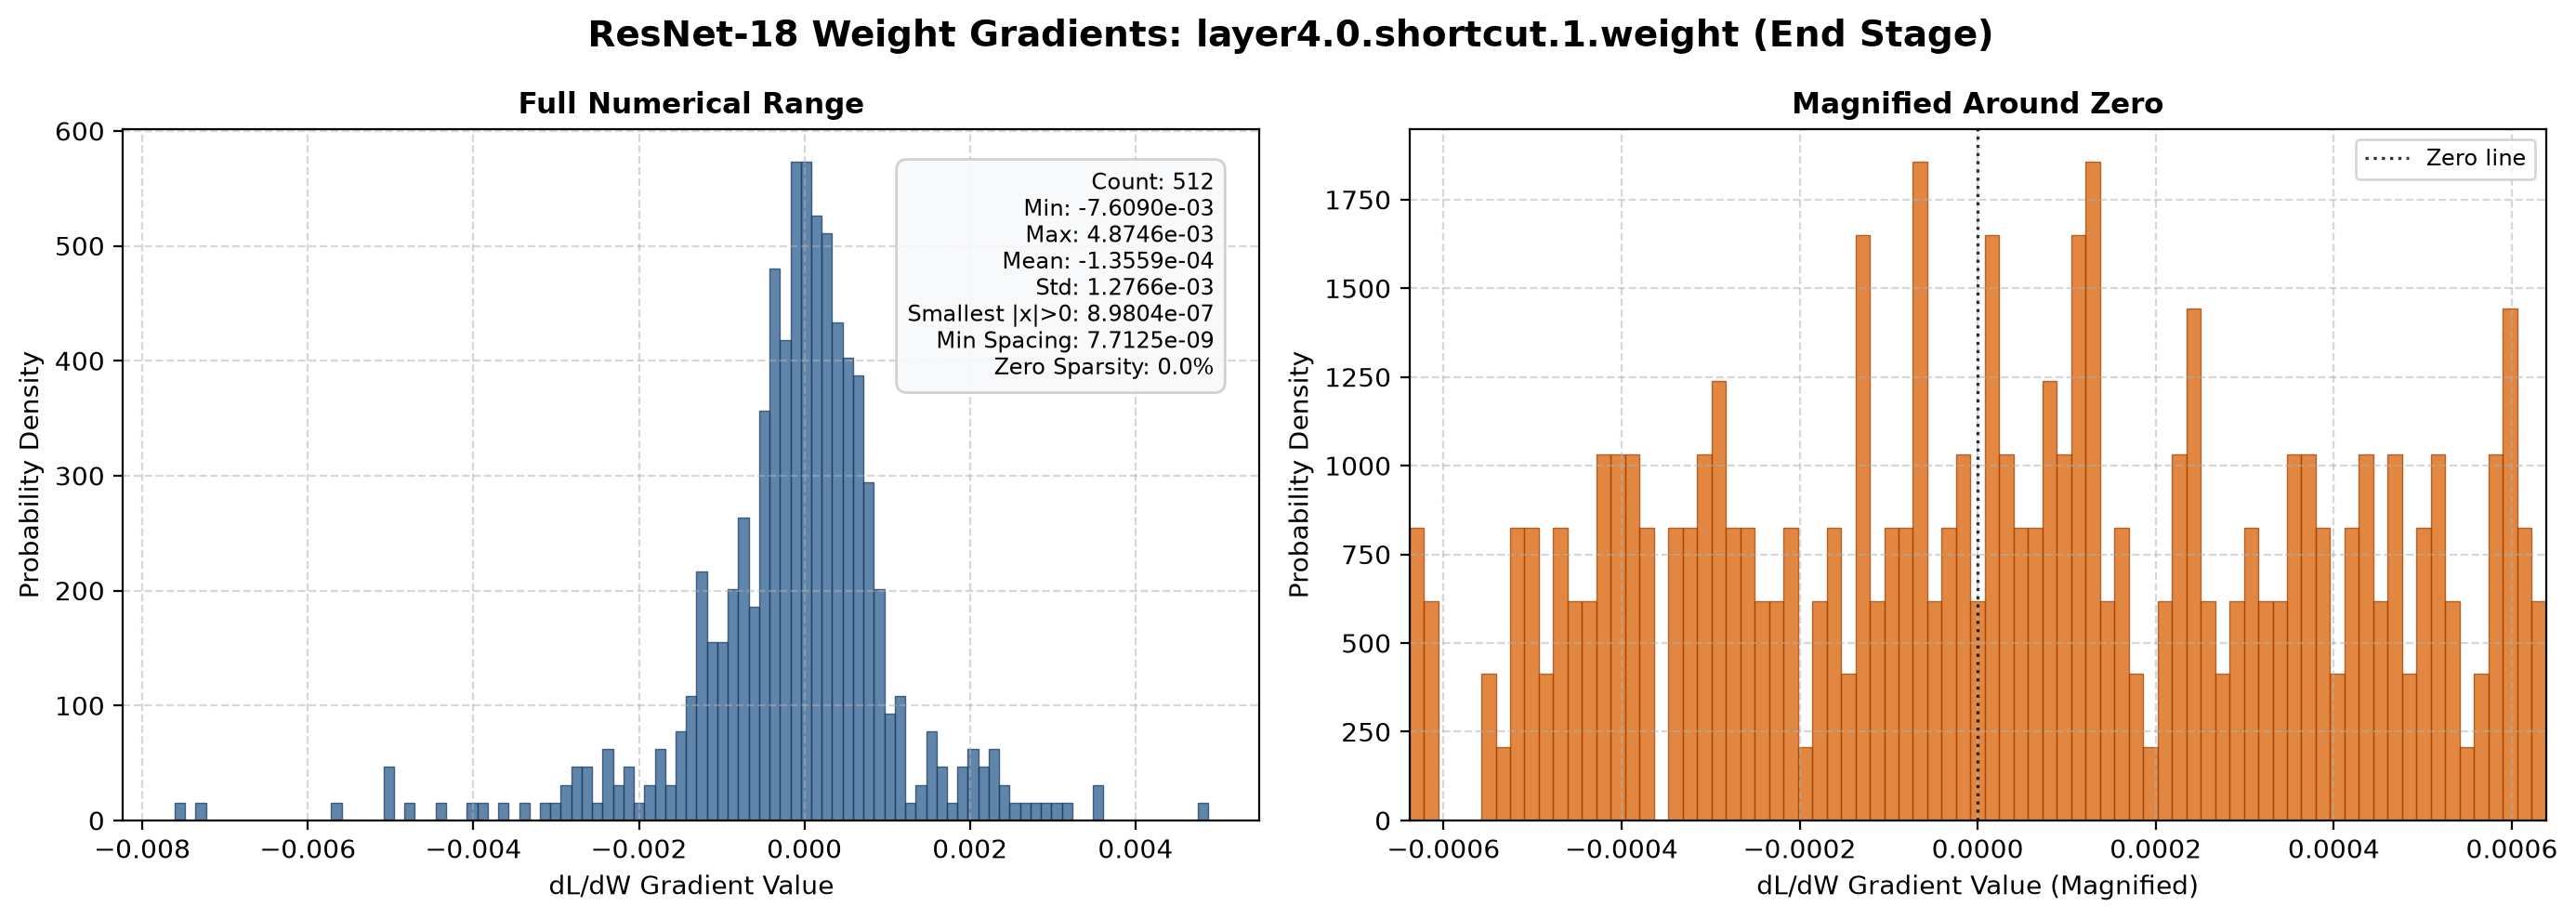 ResNet-18 Weight Gradients: layer4.0.shortcut.1.weight (End Stage)
Full Numerical Range
Probability Density
600
500
400
300
200
100
0
Count: 512
Min: -7.6090e-03
Max: 4.8746e-03
Mean: -1.3559e-04
Std: 1.2766e-03
Smallest |x|>0: 8.9804e-07
Min Spacing: 7.7125e-09
Zero Sparsity: 0.0%
−0.008 −0.006 −0.004 −0.002 0.000 0.002 0.004
dL/dW Gradient Value
Magnified Around Zero
Probability Density
1750
1500
1250
1000
750
500
250
0
Zero line
−0.0006 −0.0004 −0.0002 0.0000 0.0002 0.0004 0.0006
dL/dW Gradient Value (Magnified)